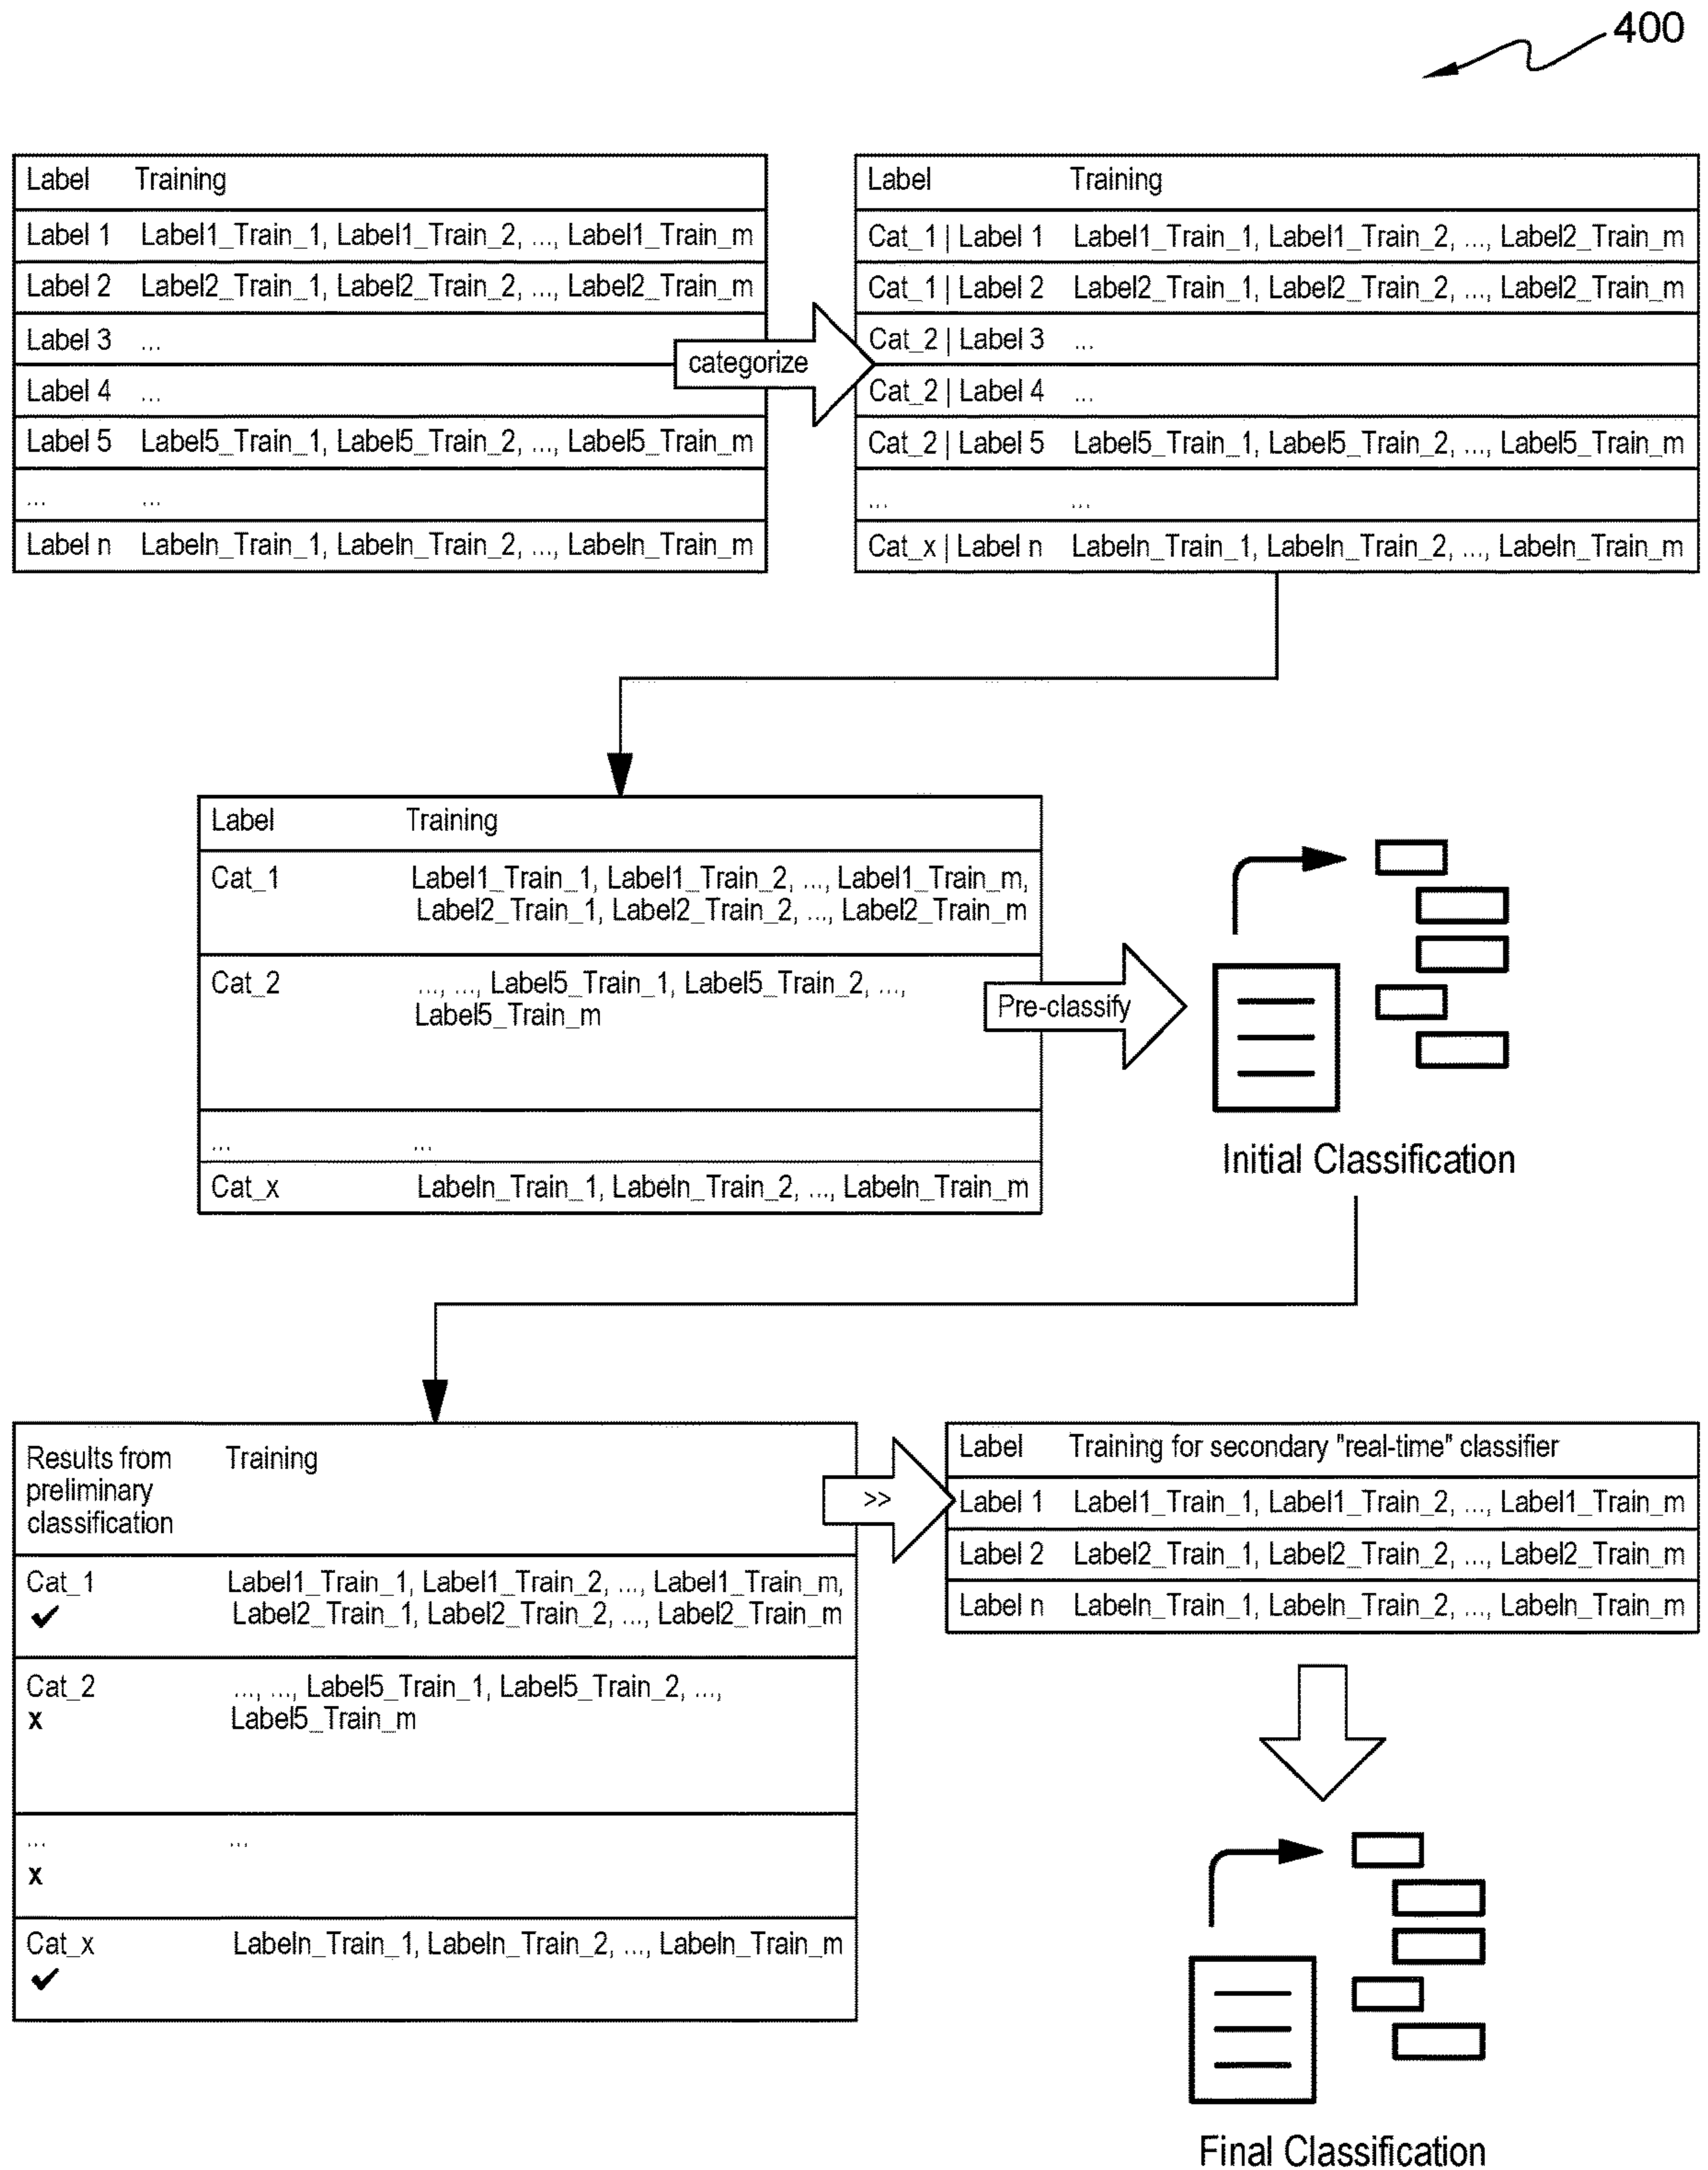 400
Label Training
Label 1 Label1_Train_1, Label1_Train_2, ..., Label1_Train_m
Label 2 Label2_Train_1, Label2_Train_2, ..., Label2_Train_m
Label 3 ...
Label 4 ...
Label 5 Label5_Train_1, Label5_Train_2, ..., Label5_Train_m
... ...
Label n Labeln_Train_1, Labeln_Train_2, ..., Labeln_Train_m
categorize
Label Training
Cat_1 | Label 1 Label1_Train_1, Label1_Train_2, ..., Label2_Train_m
Cat_1 | Label 2 Label2_Train_1, Label2_Train_2, ..., Label2_Train_m
Cat_2 | Label 3 ...
Cat_2 | Label 4 ...
Cat_2 | Label 5 Label5_Train_1, Label5_Train_2, ..., Label5_Train_m
... ...
Cat_x | Label n Labeln_Train_1, Labeln_Train_2, ..., Labeln_Train_m
Label Training
Cat_1 Label1_Train_1, Label1_Train_2, ..., Label1_Train_m,
Label2_Train_1, Label2_Train_2, ..., Label2_Train_m
Cat_2 ..., ..., Label5_Train_1, Label5_Train_2, ...,
Label5_Train_m
... ...
Cat_x Labeln_Train_1, Labeln_Train_2, ..., Labeln_Train_m
Pre-classify
Initial Classification
Results from Training
preliminary
classification
Cat_1 Label1_Train_1, Label1_Train_2, ..., Label1_Train_m,
✔ Label2_Train_1, Label2_Train_2, ..., Label2_Train_m
Cat_2 ..., ..., Label5_Train_1, Label5_Train_2, ...,
x Label5_Train_m
... ...
x
Cat_x Labeln_Train_1, Labeln_Train_2, ..., Labeln_Train_m
✔
>>
Label Training for secondary "real-time" classifier
Label 1 Label1_Train_1, Label1_Train_2, ..., Label1_Train_m
Label 2 Label2_Train_1, Label2_Train_2, ..., Label2_Train_m
Label n Labeln_Train_1, Labeln_Train_2, ..., Labeln_Train_m
Final Classification